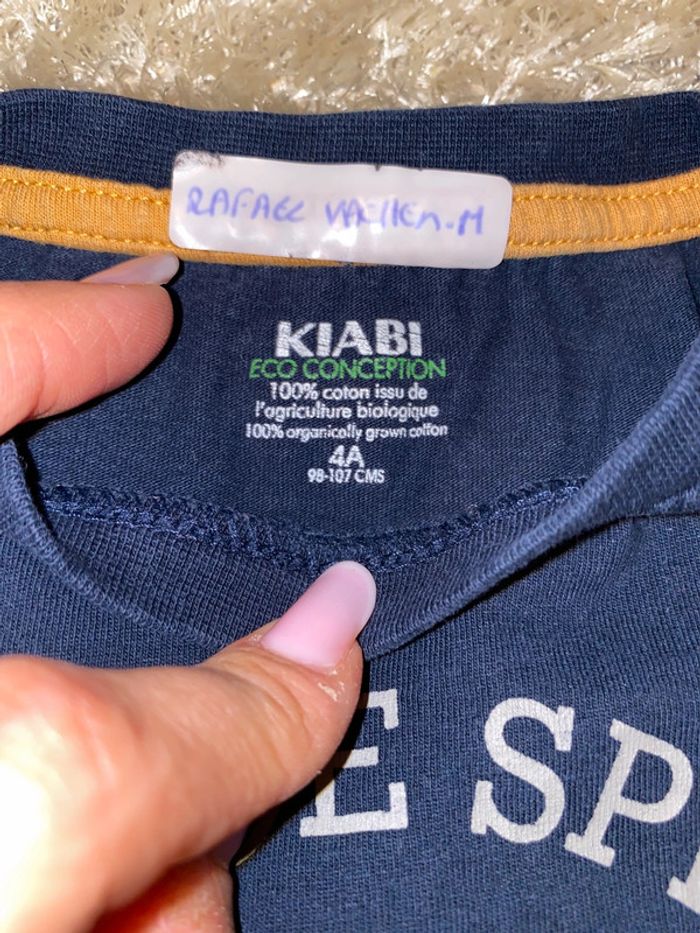 RAFAEL
KIABI
ECO CONCEPTION
100% coton issu de
l'agriculture biologique
100% organically grown cotton
4A
98-107 CMS
E SP